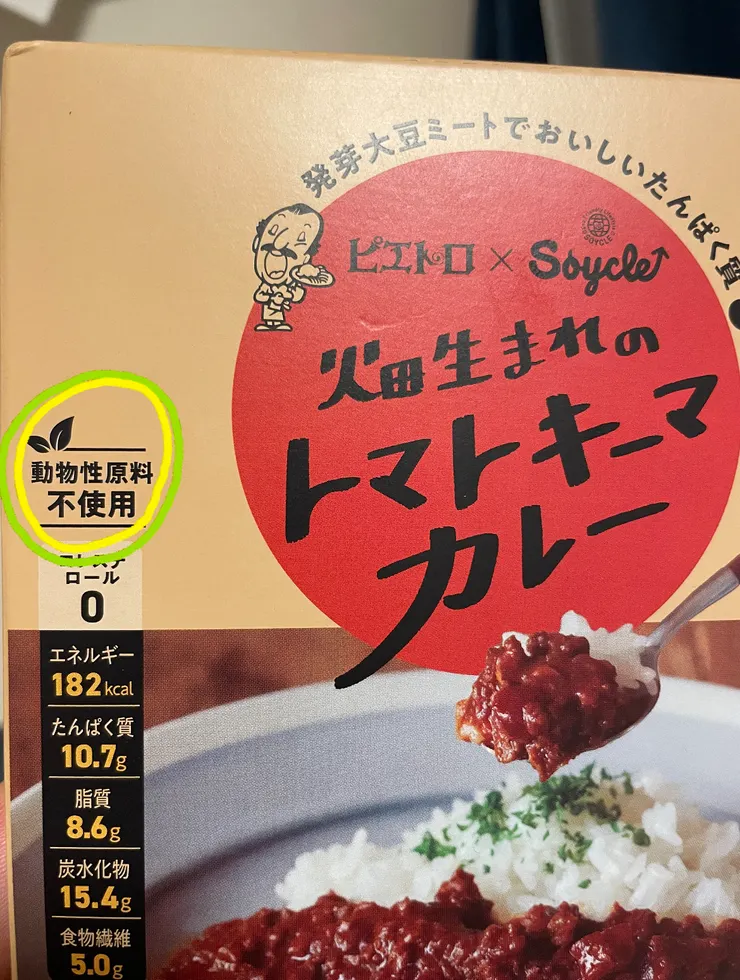 発芽大豆ミートでおいしいたんぱく質
ピエトロ × Soycle
畑生まれの
トマトキーマ
カレー
動物性原料
不使用
コレステ
ロール
0
エネルギー
182kcal
たんぱく質
10.7g
脂質
8.6g
炭水化物
15.4g
食物繊維
5.0g